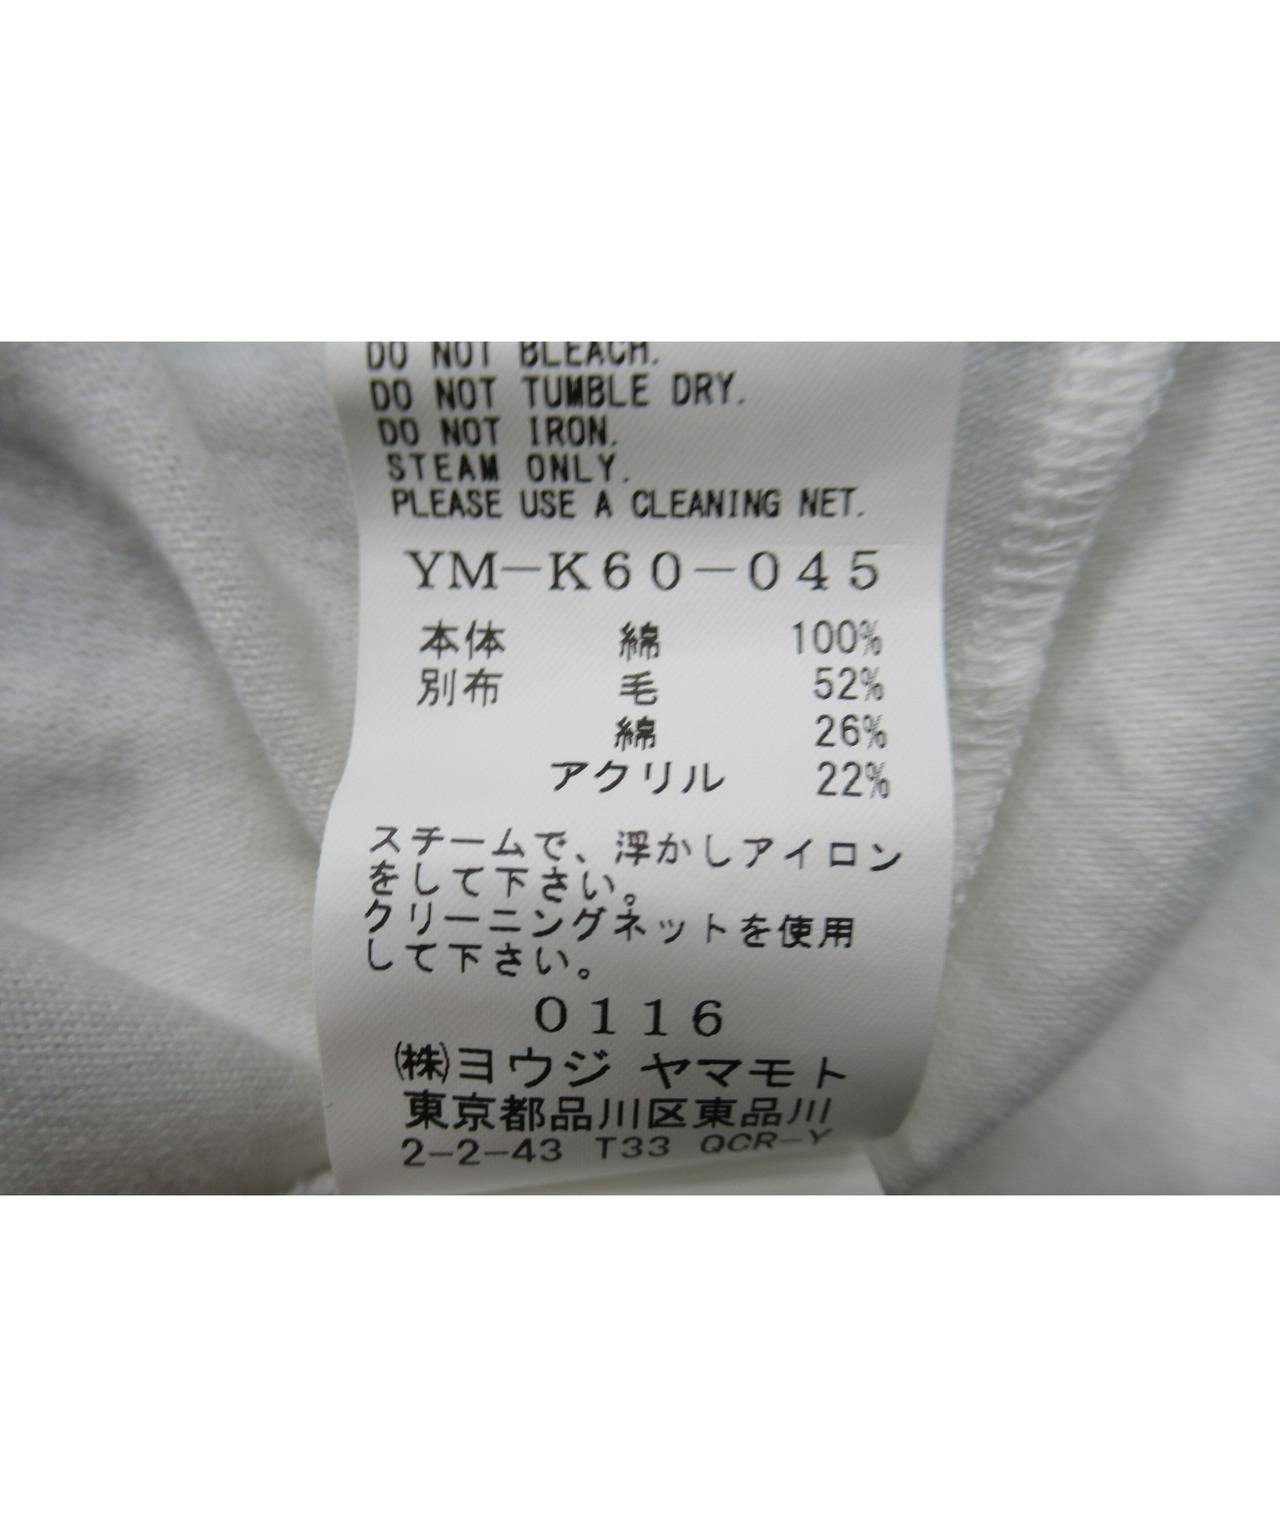 DO NOT BLEACH.
DO NOT TUMBLE DRY.
DO NOT IRON.
STEAM ONLY.
PLEASE USE A CLEANING NET.
YM-K60-045
本体 綿 100%
別布 毛 52%
綿 26%
アクリル 22%
スチームで、浮かしアイロン
をして下さい。
クリーニングネットを使用
して下さい。
0116
(株)ヨウジ ヤマモト
東京都品川区東品川
2-2-43 T33 QCR-Y